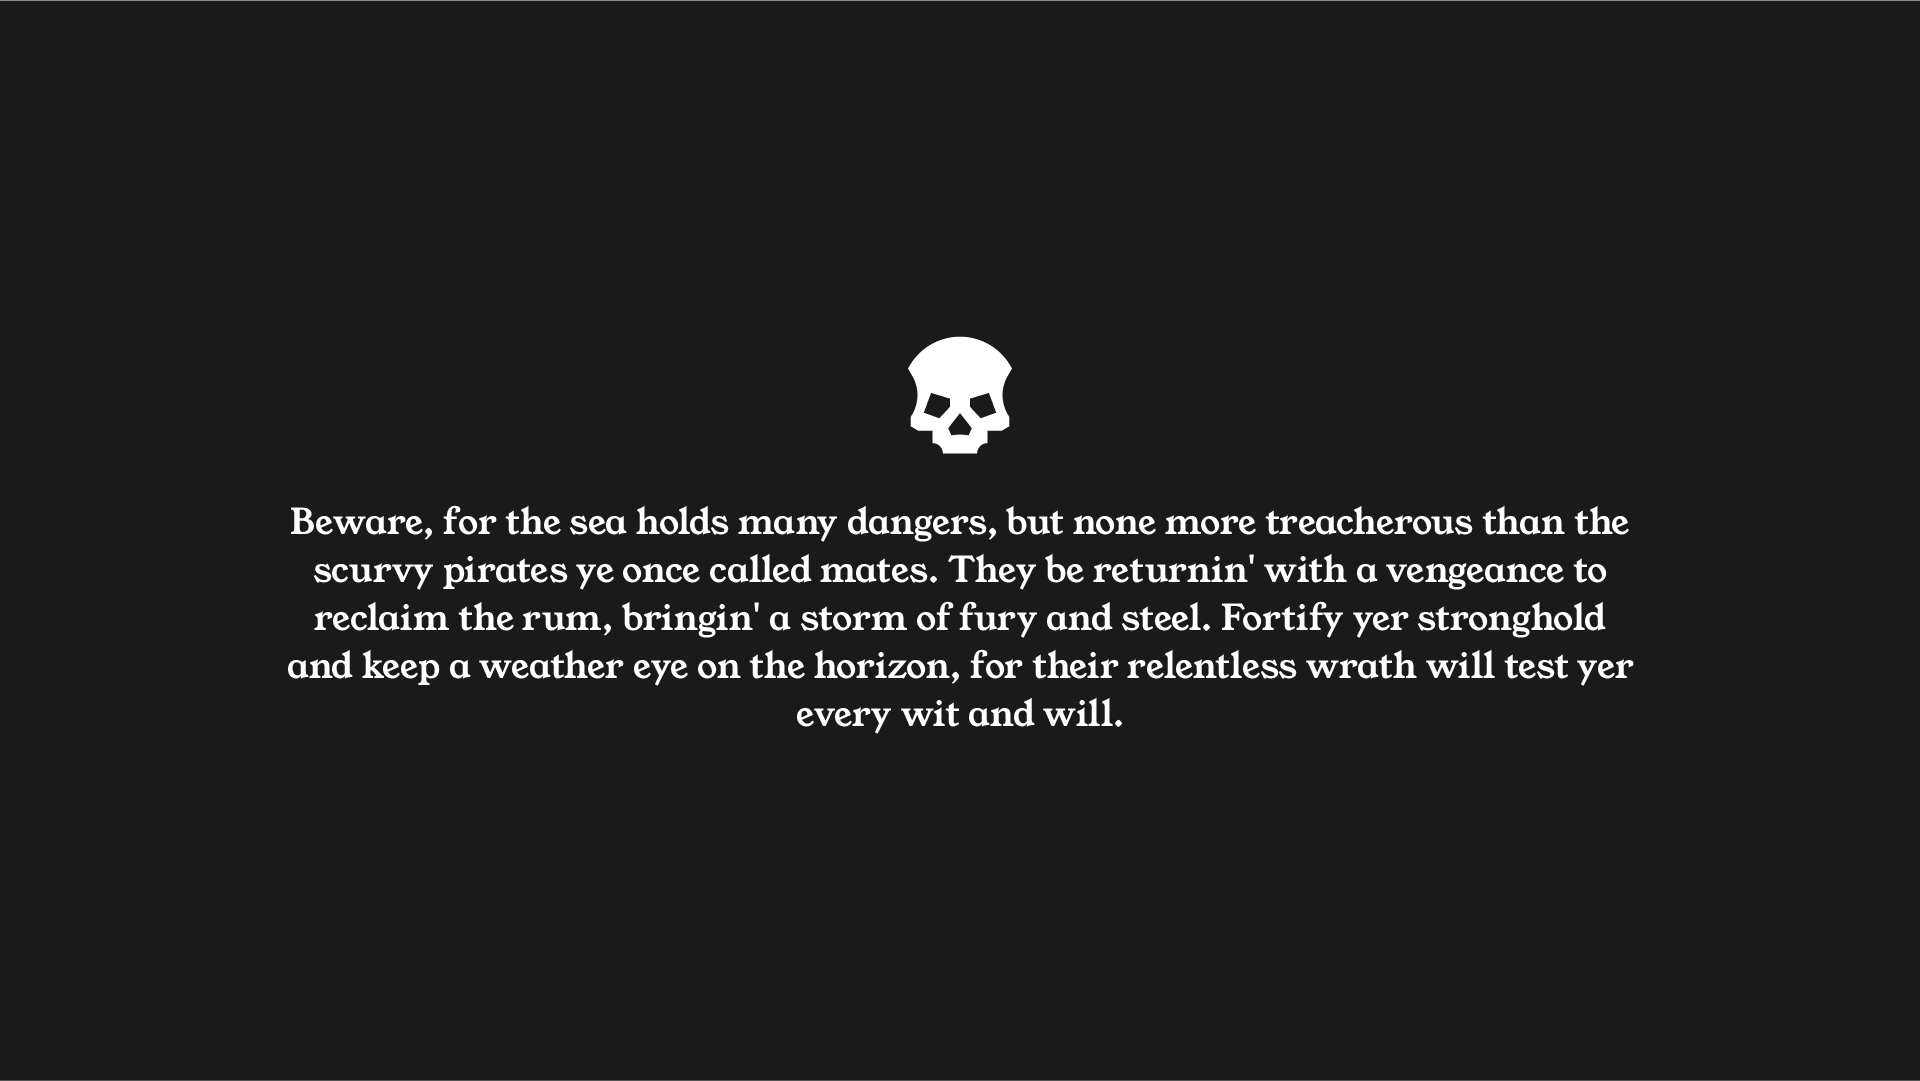 Beware, for the sea holds many dangers, but none more treacherous than the
scurvy pirates ye once called mates. They be returnin' with a vengeance to
reclaim the rum, bringin' a storm of fury and steel. Fortify yer stronghold
and keep a weather eye on the horizon, for their relentless wrath will test yer
every wit and will.